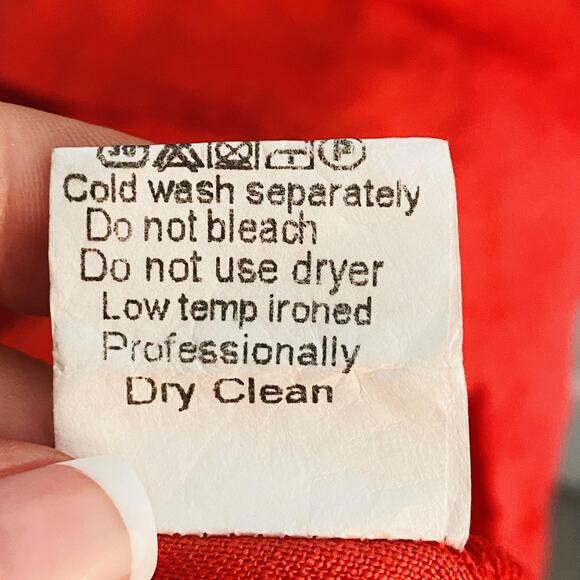 Cold wash separately
Do not bleach
Do not use dryer
Low temp ironed
Professionally
Dry Clean